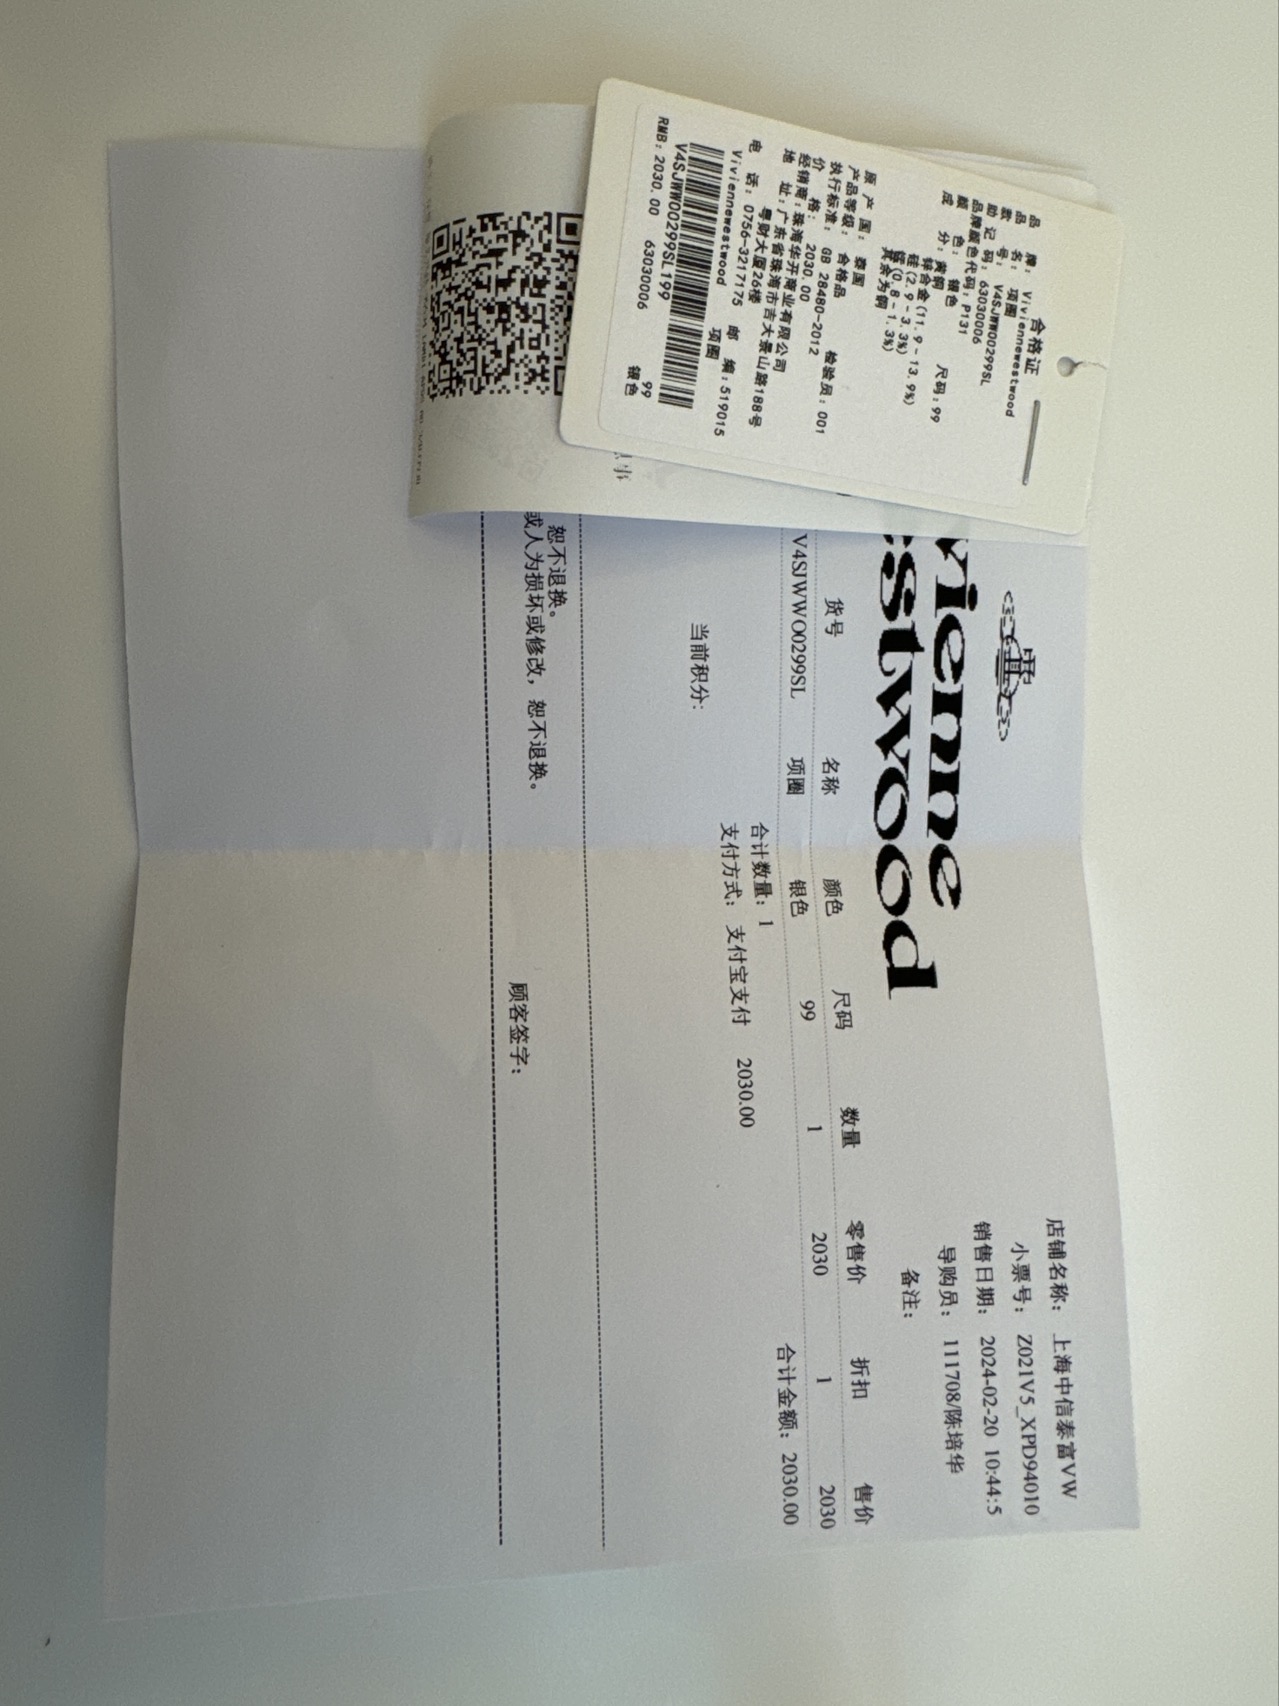 合格证
品 牌: Viviennewestwood
品 名: 项圈
款 号: V4SJWWO0299SL
助 记 码: 63030006
品牌颜色代码: P131
颜 色: 银色 尺码: 99
成 分: 黄铜
锌合金(11.9-13.9%)
硅(2.9-3.3%)
其余为铜
原 产 国: 泰国
产品等级: 合格品 检验员: 001
执行标准: GB 28480-2012
价 格: 2030.00
经销商: 珠海华开商业有限公司
地 址: 广东省珠海市吉大景山路188号
粤财大厦26楼 邮 编: 519015
电 话: 0756-3217175
Viviennewestwood 项圈
V4SJWWO0299SL199
63030006 99
RMB: 2030.00 银色
vienne
stwood
店铺名称: 上海中信泰富VW
小票号: Z021V5_XPD94010
销售日期: 2024-02-20 10:44:5
导购员: 111708/陈培华
备注:
货号 名称 颜色 尺码 数量 零售价 折扣 售价
V4SJWWO0299SL 项圈 银色 99 1 2030 1 2030
合计数量: 1 合计金额: 2030.00
支付方式: 支付宝支付 2030.00
当前积分:
恕不退换。
或人为损坏或修改，恕不退换。
顾客签字: